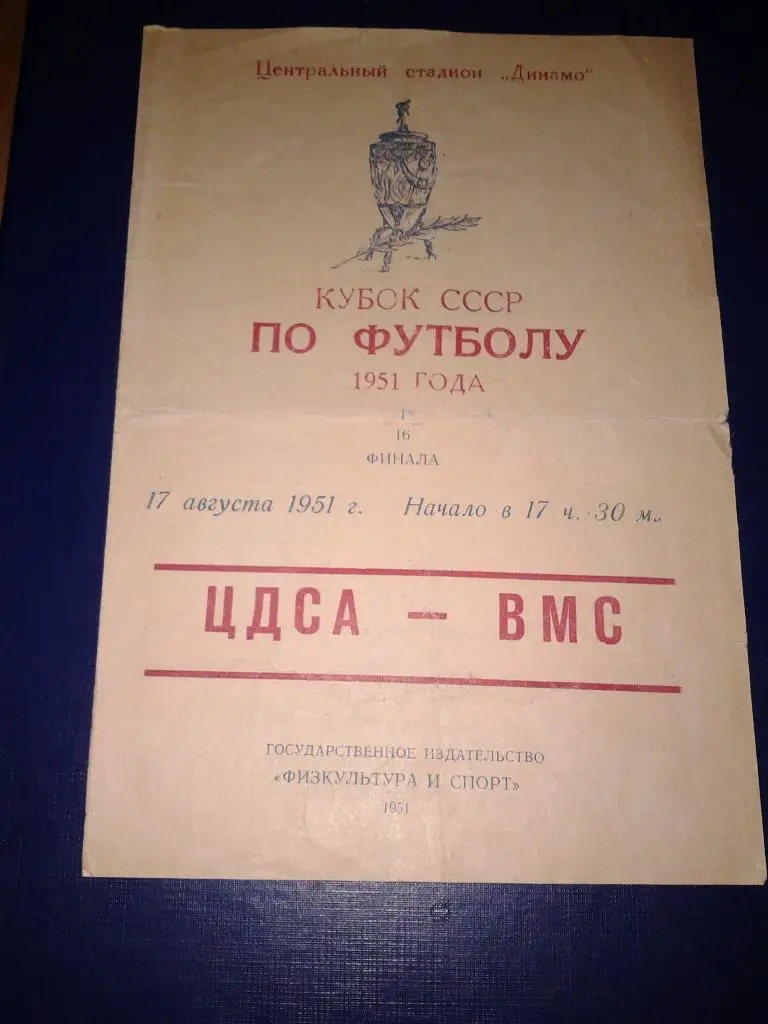 Центральный стадион „Динамо“
КУБОК СССР
ПО ФУТБОЛУ
1951 ГОДА
1
16
ФИНАЛА
17 августа 1951 г. Начало в 17 ч. 30 м.
ЦДСА — ВМС
ГОСУДАРСТВЕННОЕ ИЗДАТЕЛЬСТВО
«ФИЗКУЛЬТУРА И СПОРТ»
1951